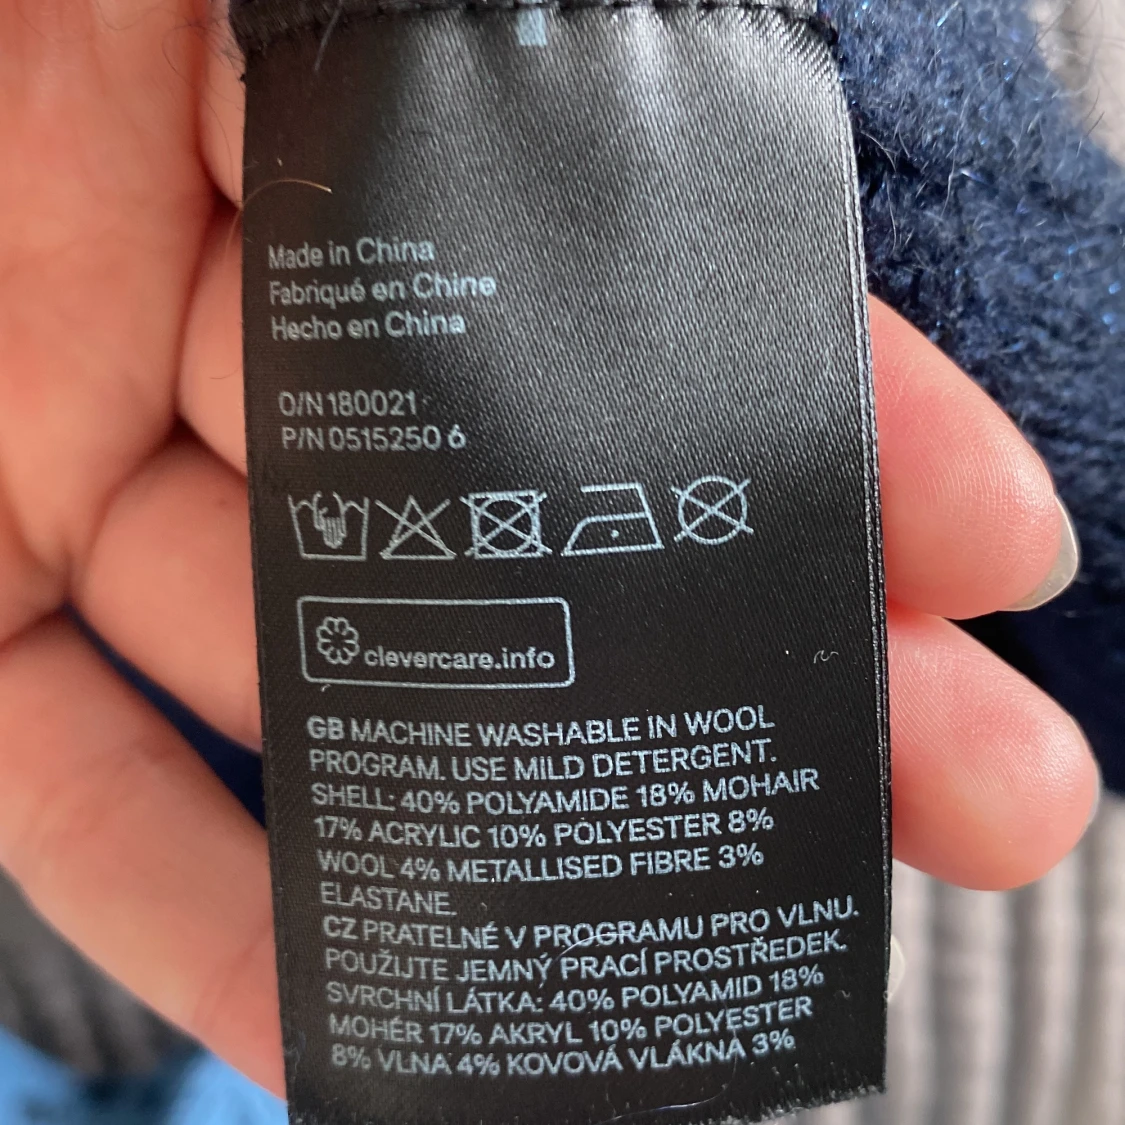 Made in China
Fabriqué en Chine
Hecho en China
O/N 180021
P/N 0515250 6
clevercare.info
GB MACHINE WASHABLE IN WOOL
PROGRAM. USE MILD DETERGENT.
SHELL: 40% POLYAMIDE 18% MOHAIR
17% ACRYLIC 10% POLYESTER 8%
WOOL 4% METALLISED FIBRE 3%
ELASTANE.
CZ PRATELNÉ V PROGRAMU PRO VLNU.
POUŽIJTE JEMNÝ PRACÍ PROSTŘEDEK.
SVRCHNÍ LÁTKA: 40% POLYAMID 18%
MOHÉR 17% AKRYL 10% POLYESTER
8% VLNA 4% KOVOVÁ VLÁKNA 3%